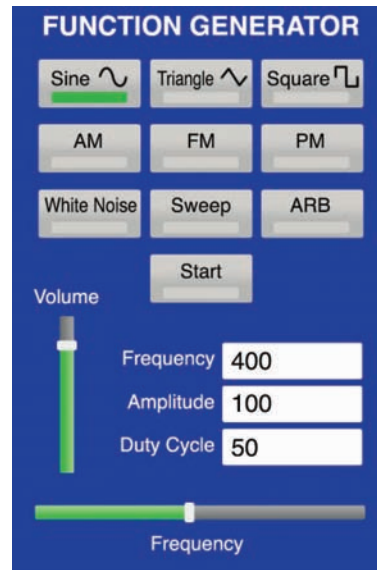 FUNCTION GENERATOR
Sine Triangle Square
AM FM PM
White Noise Sweep ARB
Start
Volume
Frequency 400
Amplitude 100
Duty Cycle 50
Frequency